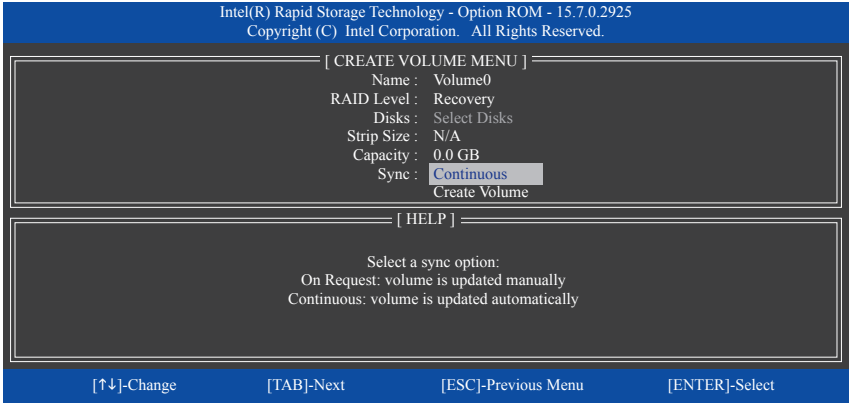 Intel(R) Rapid Storage Technology - Option ROM - 15.7.0.2925
Copyright (C) Intel Corporation. All Rights Reserved.
[ CREATE VOLUME MENU ]
Name : Volume0
RAID Level : Recovery
Disks : Select Disks
Strip Size : N/A
Capacity : 0.0 GB
Sync : Continuous
Create Volume
[ HELP ]
Select a sync option:
On Request: volume is updated manually
Continuous: volume is updated automatically
[↑↓]-Change [TAB]-Next [ESC]-Previous Menu [ENTER]-Select